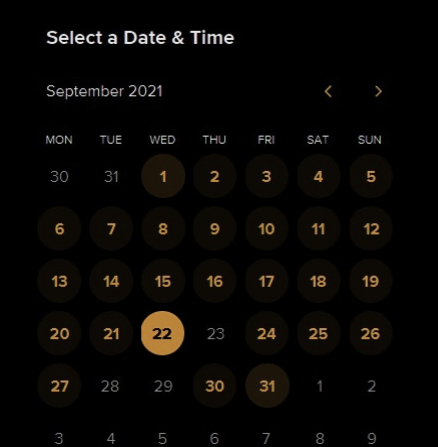 Select a Date & Time
September 2021
MON TUE WED THU FRI SAT SUN
30 31 1 2 3 4 5
6 7 8 9 10 11 12
13 14 15 16 17 18 19
20 21 22 23 24 25 26
27 28 29 30 31 1 2
3 4 5 6 7 8 9